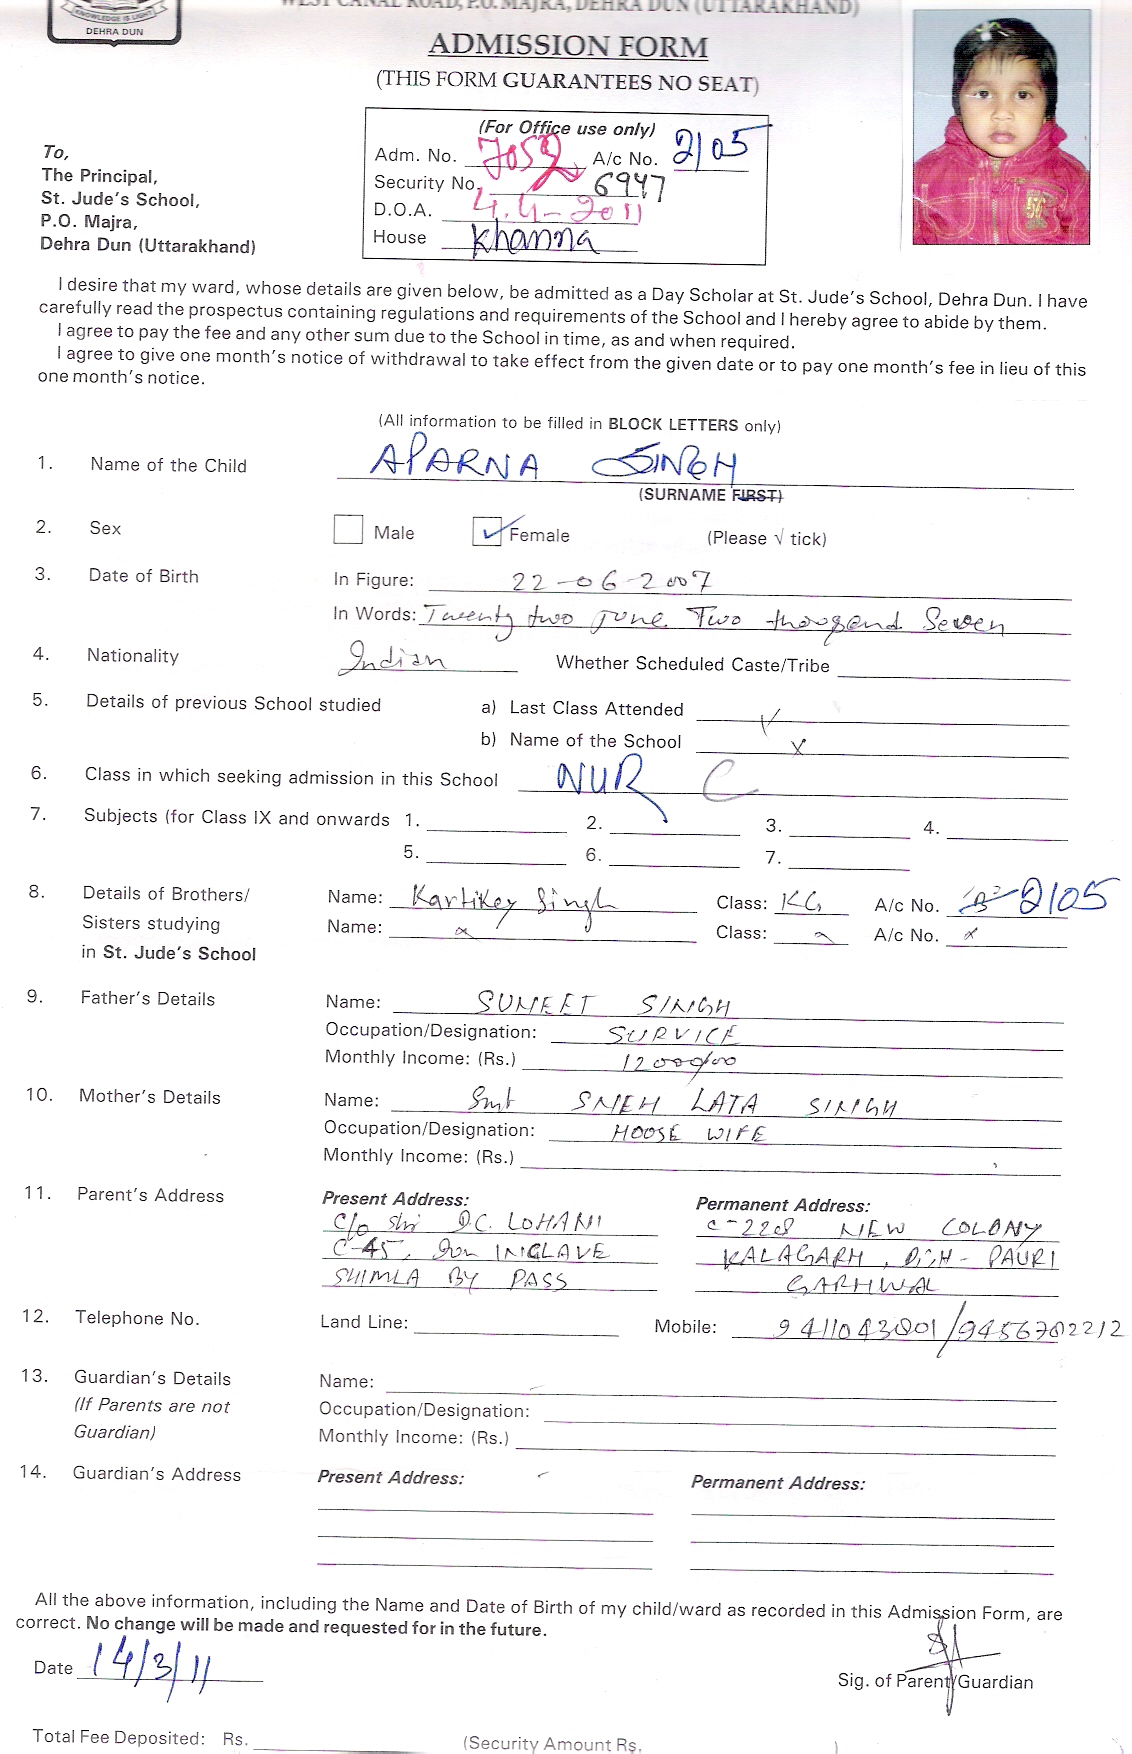 WEST CANAL ROAD, P.O. MAJRA, DEHRA DUN (UTTARAKHAND)
KNOWLEDGE IS LIGHT
DEHRA DUN
ADMISSION FORM
(THIS FORM GUARANTEES NO SEAT)
(For Office use only)
Adm. No. 7052 A/c No. 2105
Security No. 6947
D.O.A. 4.4-2011
House Khanna
To,
The Principal,
St. Jude's School,
P.O. Majra,
Dehra Dun (Uttarakhand)
I desire that my ward, whose details are given below, be admitted as a Day Scholar at St. Jude's School, Dehra Dun. I have
carefully read the prospectus containing regulations and requirements of the School and I hereby agree to abide by them.
I agree to pay the fee and any other sum due to the School in time, as and when required.
I agree to give one month's notice of withdrawal to take effect from the given date or to pay one month's fee in lieu of this
one month's notice.
(All information to be filled in BLOCK LETTERS only)
1. Name of the Child APARNA SINGH
(SURNAME FIRST)
2. Sex Male Female (Please √ tick)
3. Date of Birth In Figure: 22-06-2007
In Words: Twenty two June Two thousand Seven
4. Nationality Indian Whether Scheduled Caste/Tribe
5. Details of previous School studied a) Last Class Attended
b) Name of the School x
6. Class in which seeking admission in this School NUR C
7. Subjects (for Class IX and onwards 1. 2. 3. 4.
5. 6. 7.
8. Details of Brothers/ Name: Kartikey Singh Class: KG A/c No. 2105
Sisters studying Name: x Class: A/c No. x
in St. Jude's School
9. Father's Details Name: SUMEET SINGH
Occupation/Designation: SURVICE
Monthly Income: (Rs.) 12000/00
10. Mother's Details Name: Smt SNEH LATA SINGH
Occupation/Designation: HOOSE WIFE
Monthly Income: (Rs.)
11. Parent's Address Present Address: Permanent Address:
C/o Shri D.C. LOHANI C-228 NEW COLONY
C-45, INCLAVE KALAGARH, PAURI
SHIMLA BY PASS GARHWAL
12. Telephone No. Land Line: Mobile: 9411043801/9456702212
13. Guardian's Details Name:
(If Parents are not Occupation/Designation:
Guardian) Monthly Income: (Rs.)
14. Guardian's Address Present Address: Permanent Address:
All the above information, including the Name and Date of Birth of my child/ward as recorded in this Admission Form, are
correct. No change will be made and requested for in the future.
Date 14/3/11
Sig. of Parent/Guardian
Total Fee Deposited: Rs. (Security Amount Rs. )